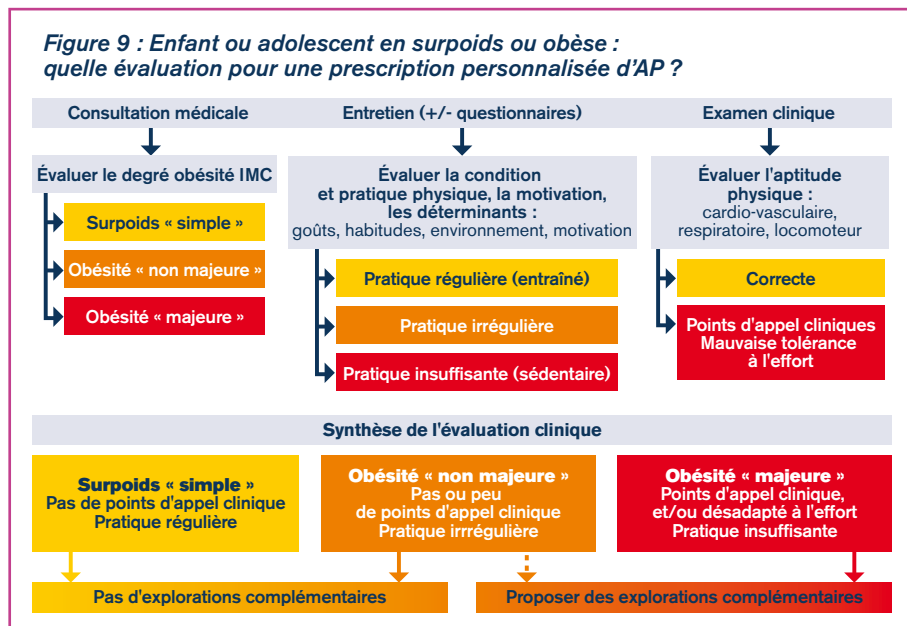 Figure 9 : Enfant ou adolescent en surpoids ou obèse :
quelle évaluation pour une prescription personnalisée d'AP ?
Consultation médicale
Entretien (+/- questionnaires)
Examen clinique
Évaluer le degré obésité IMC
Surpoids « simple »
Obésité « non majeure »
Obésité « majeure »
Évaluer la condition
et pratique physique, la motivation,
les déterminants :
goûts, habitudes, environnement, motivation
Pratique régulière (entraîné)
Pratique irrégulière
Pratique insuffisante (sédentaire)
Évaluer l'aptitude
physique :
cardio-vasculaire,
respiratoire, locomoteur
Correcte
Points d'appel cliniques
Mauvaise tolérance
à l'effort
Synthèse de l'évaluation clinique
Surpoids « simple »
Pas de points d'appel clinique
Pratique régulière
Obésité « non majeure »
Pas ou peu
de points d'appel clinique
Pratique irrrégulière
Obésité « majeure »
Points d'appel clinique,
et/ou désadapté à l'effort
Pratique insuffisante
Pas d'explorations complémentaires
Proposer des explorations complémentaires